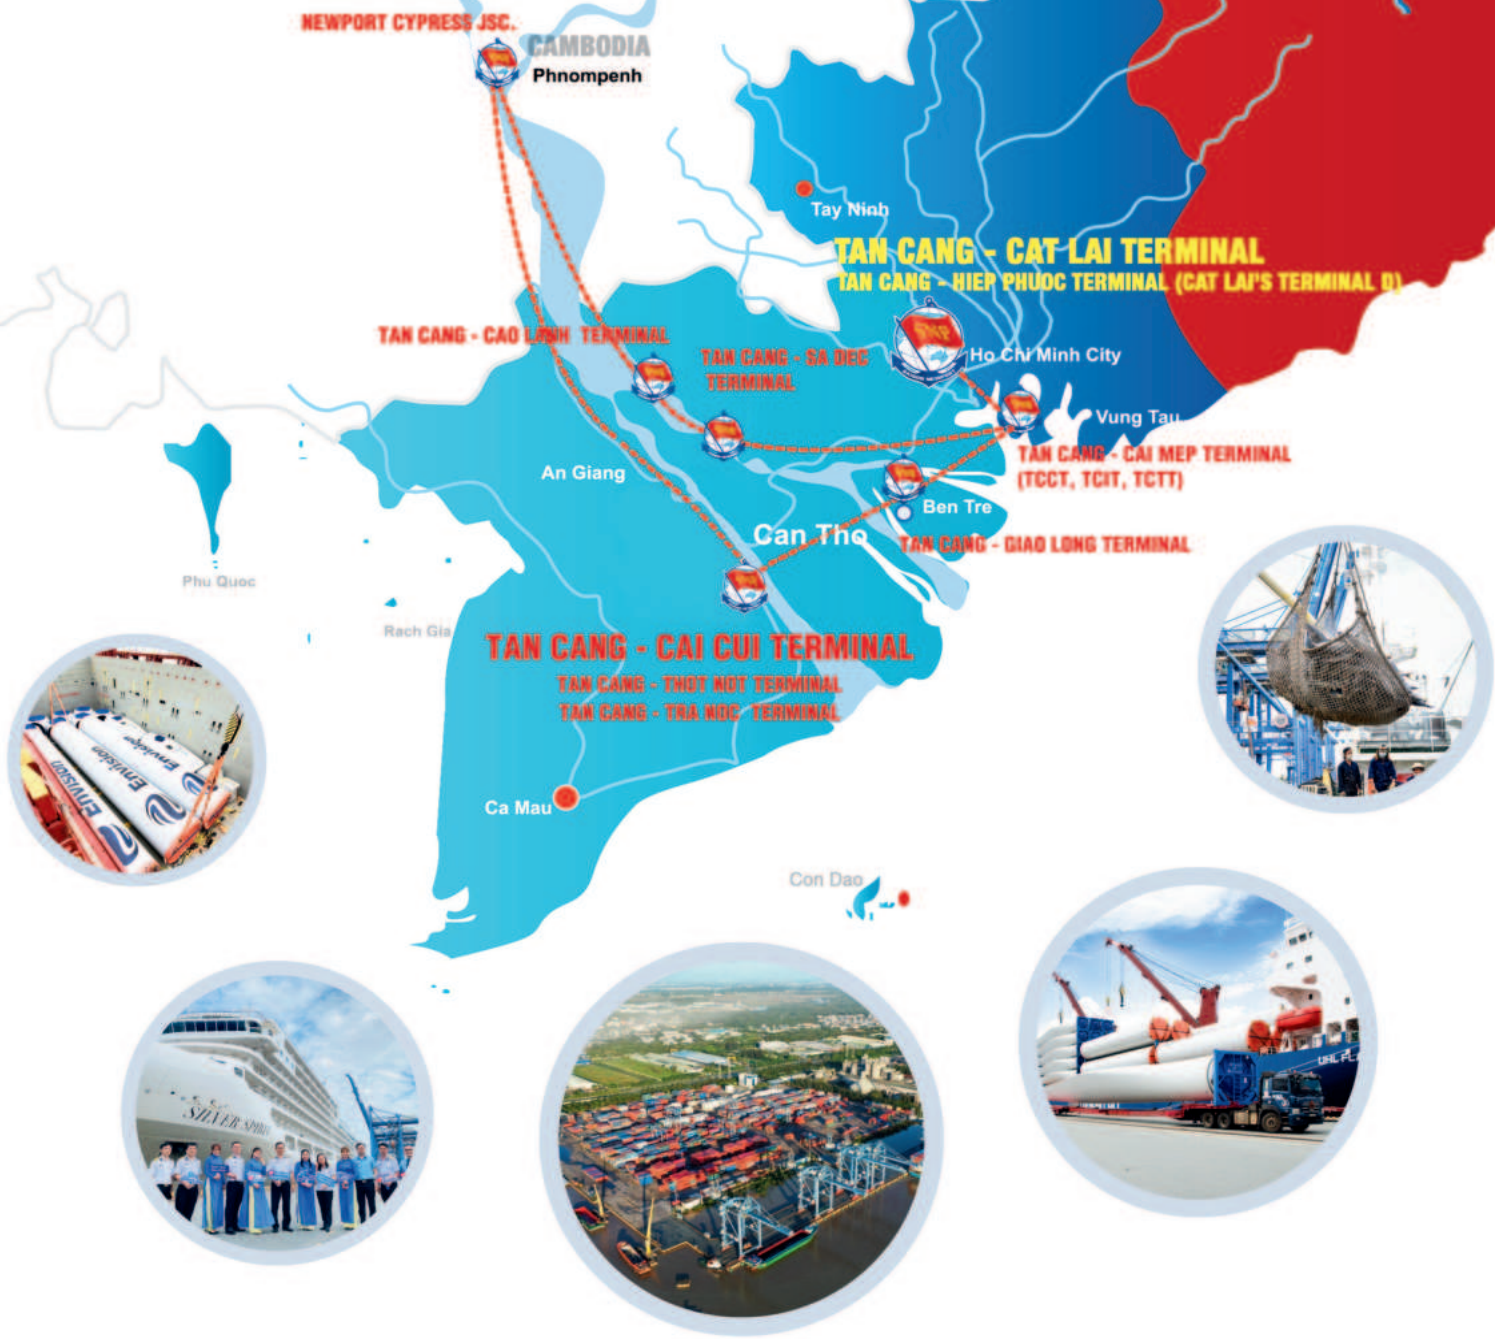 NEWPORT CYPRESS JSC.
CAMBODIA
Phnompenh
Tay Ninh
TAN CANG - CAT LAI TERMINAL
TAN CANG - HIEP PHUOC TERMINAL (CAT LAI'S TERMINAL D)
TAN CANG - CAO LANH TERMINAL
SNP
TAN CANG - SA DEC
TERMINAL
Ho Chi Minh City
Vung Tau
TAN CANG - CAI MEP TERMINAL
(TCCT, TCIT, TCTT)
An Giang
Ben Tre
Can Tho
TAN CANG - GIAO LONG TERMINAL
Phu Quoc
Rach Gia
TAN CANG - CAI CUI TERMINAL
TAN CANG - THOT NOT TERMINAL
TAN CANG - TRA NOC TERMINAL
Envision
Envision
Envision
Ca Mau
Con Dao
SILVER SPIRIT